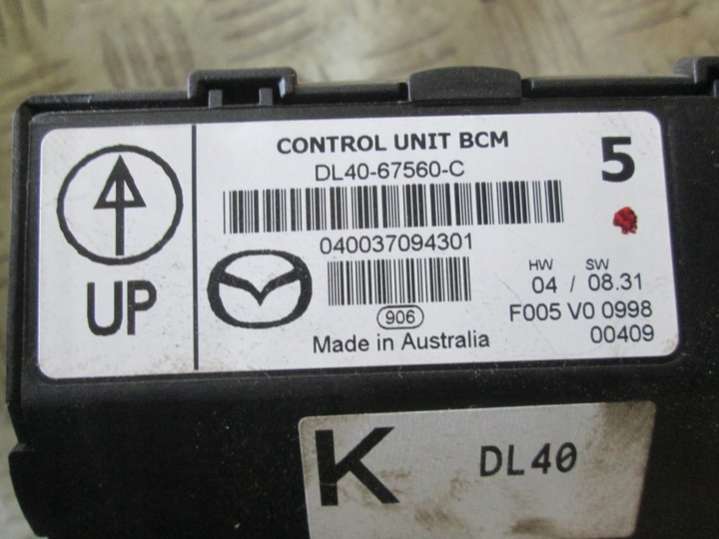 CONTROL UNIT BCM
DL40-67560-C
5
040037094301
HW SW
04 / 08.31
906
F005 V0 0998
Made in Australia
00409
UP
K DL40